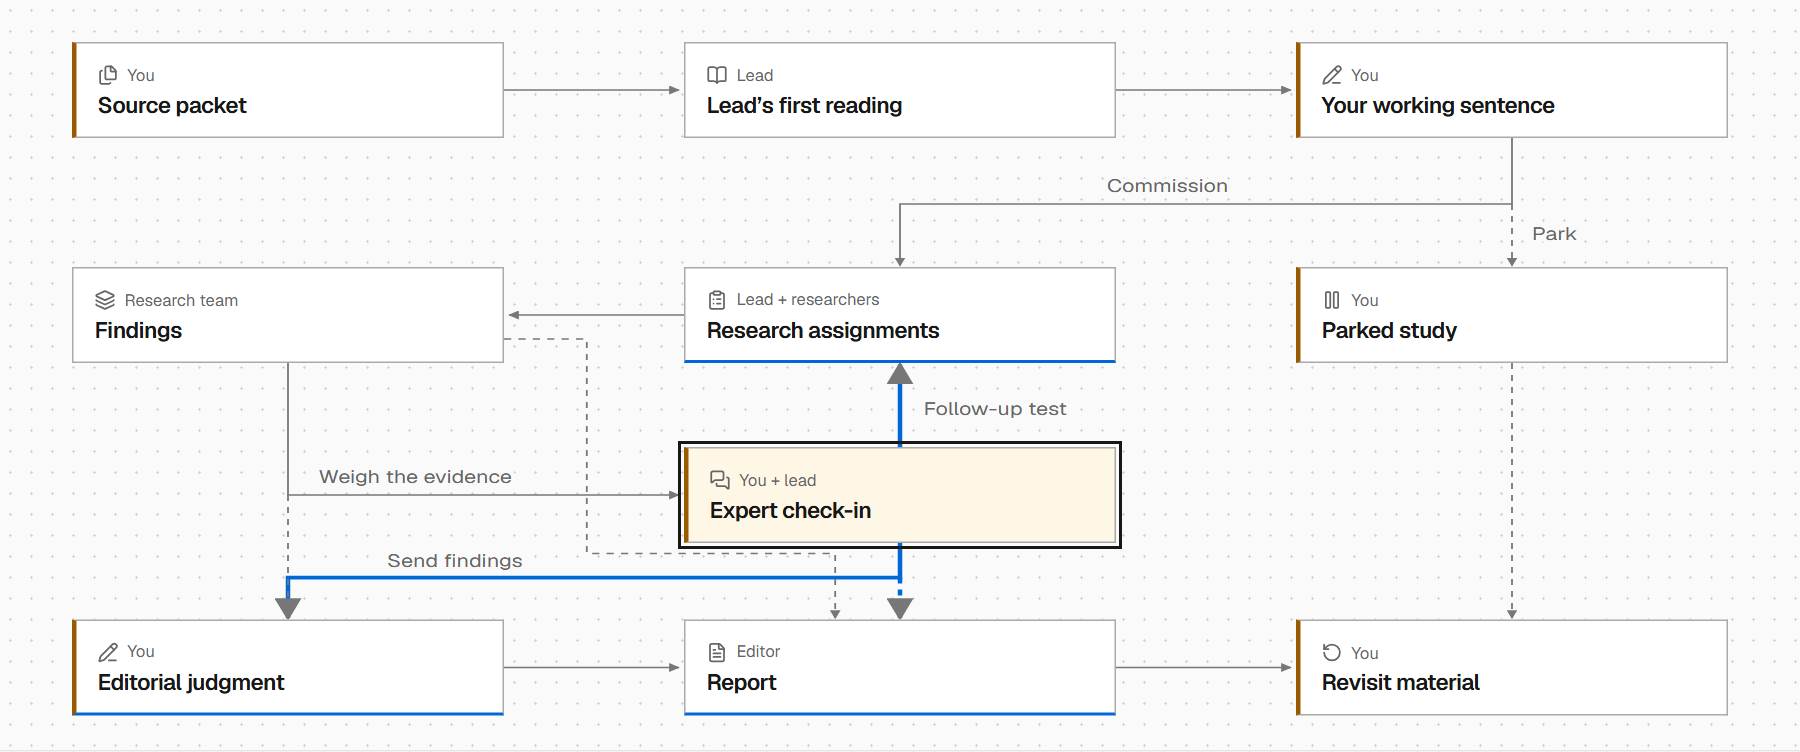 You
Source packet
Lead
Lead’s first reading
You
Your working sentence
Commission
Park
Research team
Findings
Lead + researchers
Research assignments
You
Parked study
Follow-up test
Weigh the evidence
You + lead
Expert check-in
Send findings
You
Editorial judgment
Editor
Report
You
Revisit material